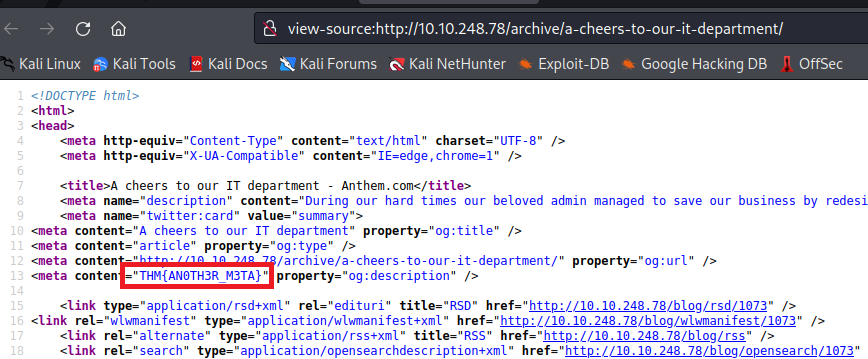 view-source:http://10.10.248.78/archive/a-cheers-to-our-it-department/
Kali Linux Kali Tools Kali Docs Kali Forums Kali NetHunter Exploit-DB Google Hacking DB OffSec
1 <!DOCTYPE html>
2 <html>
3 <head>
4 <meta http-equiv="Content-Type" content="text/html" charset="UTF-8" />
5 <meta http-equiv="X-UA-Compatible" content="IE=edge,chrome=1" />
6
7 <title>A cheers to our IT department - Anthem.com</title>
8 <meta name="description" content="During our hard times our beloved admin managed to save our business by redesi
9 <meta name="twitter:card" value="summary">
10 <meta content="A cheers to our IT department" property="og:title" />
11 <meta content="article" property="og:type" />
12 <meta content="http://10.10.248.78/archive/a-cheers-to-our-it-department/" property="og:url" />
13 <meta content="THM{AN0TH3R_M3TA}" property="og:description" />
14
15 <link type="application/rsd+xml" rel="edituri" title="RSD" href="http://10.10.248.78/blog/rsd/1073" />
16 <link rel="wlwmanifest" type="application/wlwmanifest+xml" href="http://10.10.248.78/blog/wlwmanifest/1073" />
17 <link rel="alternate" type="application/rss+xml" title="RSS" href="http://10.10.248.78/blog/rss" />
18 <link rel="search" type="application/opensearchdescription+xml" href="http://10.10.248.78/blog/opensearch/1073"